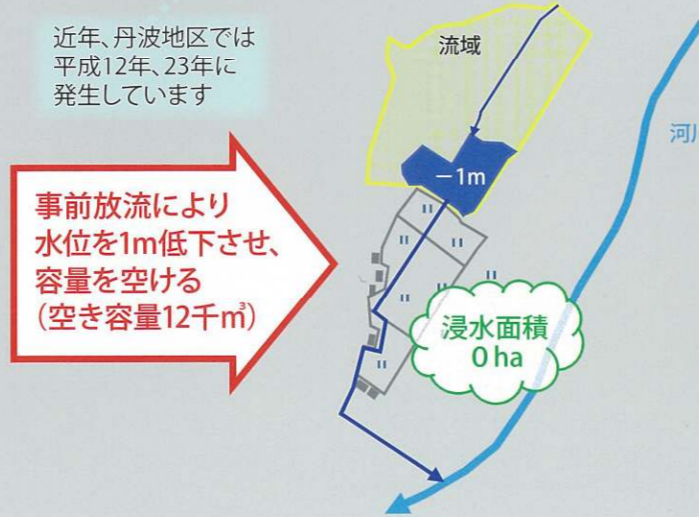 近年、丹波地区では
平成12年、23年に
発生しています
流域
河川
-1m
事前放流により
水位を1m低下させ、
容量を空ける
(空き容量12千㎥)
浸水面積
0ha